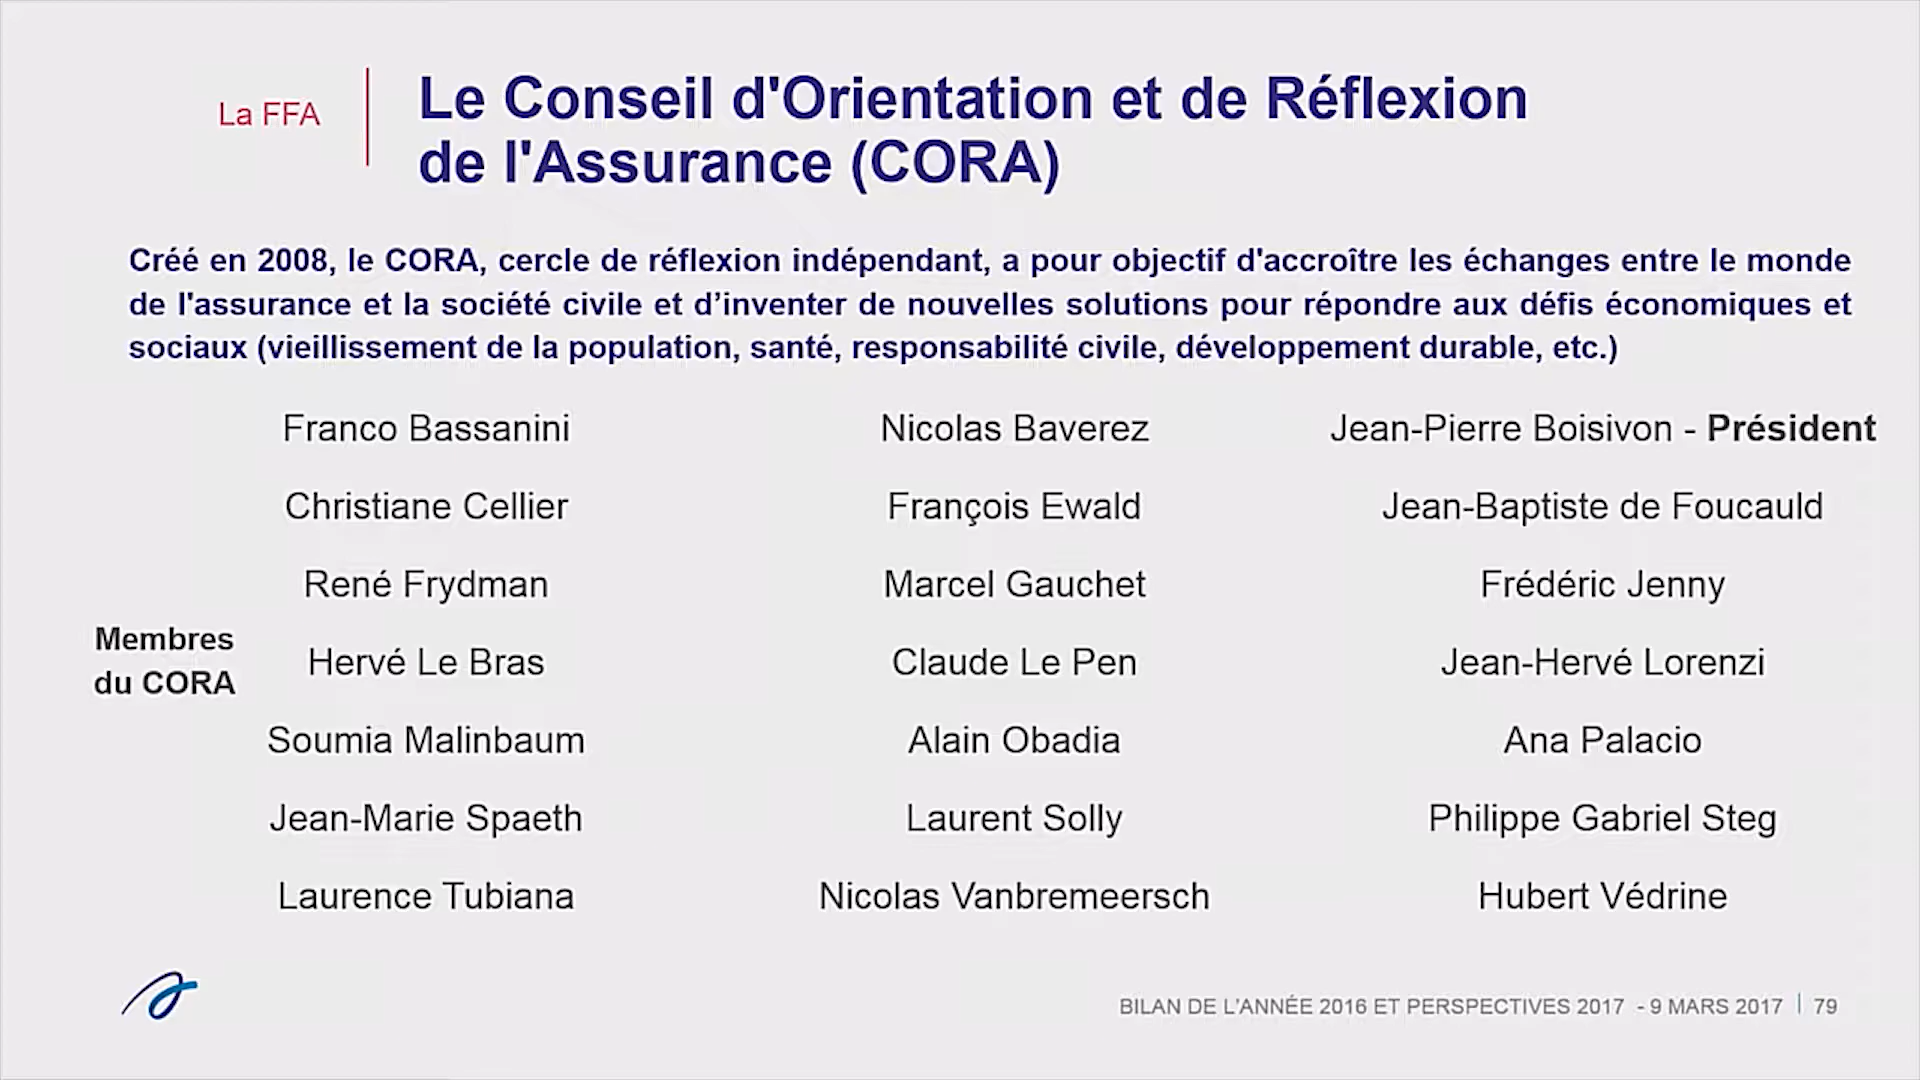 La FFA
Le Conseil d'Orientation et de Réflexion
de l'Assurance (CORA)
Créé en 2008, le CORA, cercle de réflexion indépendant, a pour objectif d'accroître les échanges entre le monde
de l'assurance et la société civile et d’inventer de nouvelles solutions pour répondre aux défis économiques et
sociaux (vieillissement de la population, santé, responsabilité civile, développement durable, etc.)
Membres
du CORA
Franco Bassanini Nicolas Baverez Jean-Pierre Boisivon - Président
Christiane Cellier François Ewald Jean-Baptiste de Foucauld
René Frydman Marcel Gauchet Frédéric Jenny
Hervé Le Bras Claude Le Pen Jean-Hervé Lorenzi
Soumia Malinbaum Alain Obadia Ana Palacio
Jean-Marie Spaeth Laurent Solly Philippe Gabriel Steg
Laurence Tubiana Nicolas Vanbremeersch Hubert Védrine
BILAN DE L'ANNÉE 2016 ET PERSPECTIVES 2017 - 9 MARS 2017 | 79